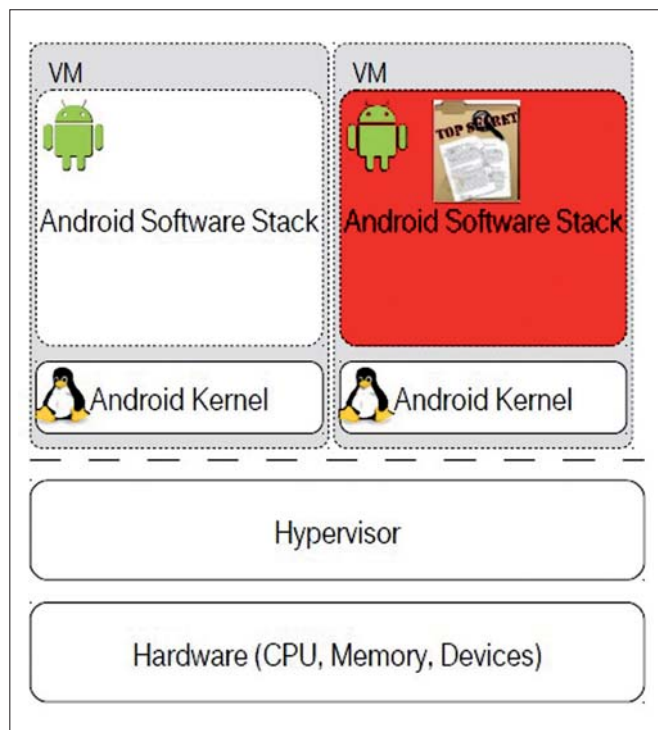 VM
VM
TOP SECRET
Android Software Stack
Android Software Stack
Android Kernel
Android Kernel
Hypervisor
Hardware (CPU, Memory, Devices)